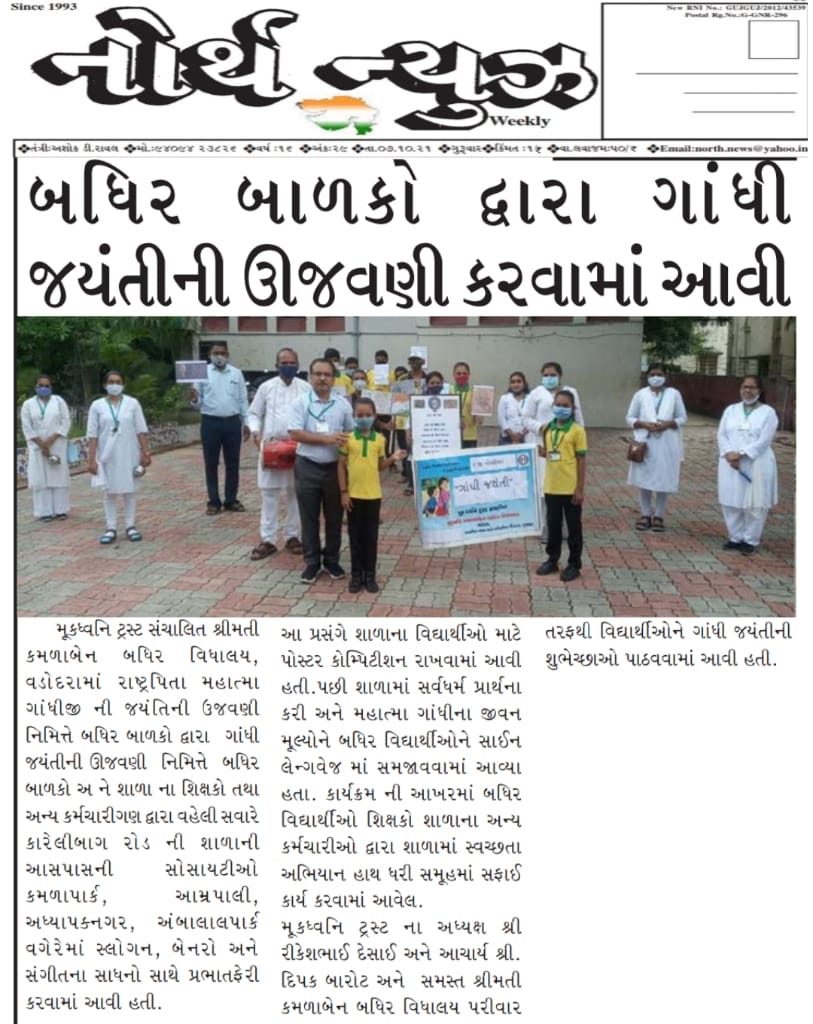 Since 1993
New RNI No.: GUJGUJ/2012/43539
Postal Rg.No.:G-GNR-296
નોર્થ ન્યુઝ
Weekly
❖તંત્રી:અશોક ડી.રાવલ ❖મો.:૯૪૦૯૪ ૨૩૮૨૬ ❖વર્ષ :૧૬ ❖અંક:૨૯ ❖તા.૦૭.૧૦.૨૧ ❖ગુરૂવાર❖કિંમત :૧₹ ❖વા.લવાજમ:૫૦/₹ ❖Email:north.news@yahoo.in
બધિર બાળકો દ્વારા ગાંધી
જયંતીની ઊજવણી કરવામાં આવી
"ગાંધી જયંતી"
મૂકધ્વનિ ટ્રસ્ટ સંચાલિત શ્રીમતી
કમળાબેન બધિર વિધાલય,
વડોદરામાં રાષ્ટ્રપિતા મહાત્મા
ગાંધીજી ની જયંતિની ઉજવણી
નિમિત્તે બધિર બાળકો દ્વારા ગાંધી
જયંતીની ઊજવણી નિમિત્તે બધિર
બાળકો અ ને શાળા ના શિક્ષકો તથા
અન્ય કર્મચારીગણ દ્વારા વહેલી સવારે
કારેલીબાગ રોડ ની શાળાની
આસપાસની સોસાયટીઓ
કમળાપાર્ક, આમ્રપાલી,
અધ્યાપકનગર, અંબાલાલપાર્ક
વગેરેમાં સ્લોગન, બેનરો અને
સંગીતના સાધનો સાથે પ્રભાતફેરી
કરવામાં આવી હતી.
આ પ્રસંગે શાળાના વિદ્યાર્થીઓ માટે
પોસ્ટર કોમ્પિટીશન રાખવામાં આવી
હતી.પછી શાળામાં સર્વધર્મ પ્રાર્થના
કરી અને મહાત્મા ગાંધીના જીવન
મૂલ્યોને બધિર વિદ્યાર્થીઓને સાઈન
લેન્ગવેજ માં સમજાવવામાં આવ્યા
હતા. કાર્યક્રમ ની આખરમાં બધિર
વિદ્યાર્થીઓ શિક્ષકો શાળાના અન્ય
કર્મચારીઓ દ્વારા શાળામાં સ્વચ્છતા
અભિયાન હાથ ધરી સમૂહમાં સફાઈ
કાર્ય કરવામાં આવેલ.
મૂકધ્વનિ ટ્રસ્ટ ના અધ્યક્ષ શ્રી
રીકેશભાઈ દેસાઈ અને આચાર્ય શ્રી.
દિપક બારોટ અને સમસ્ત શ્રીમતી
કમળાબેન બધિર વિધાલય પરીવાર
તરફથી વિદ્યાર્થીઓને ગાંધી જયંતીની
શુભેચ્છાઓ પાઠવવામાં આવી હતી.